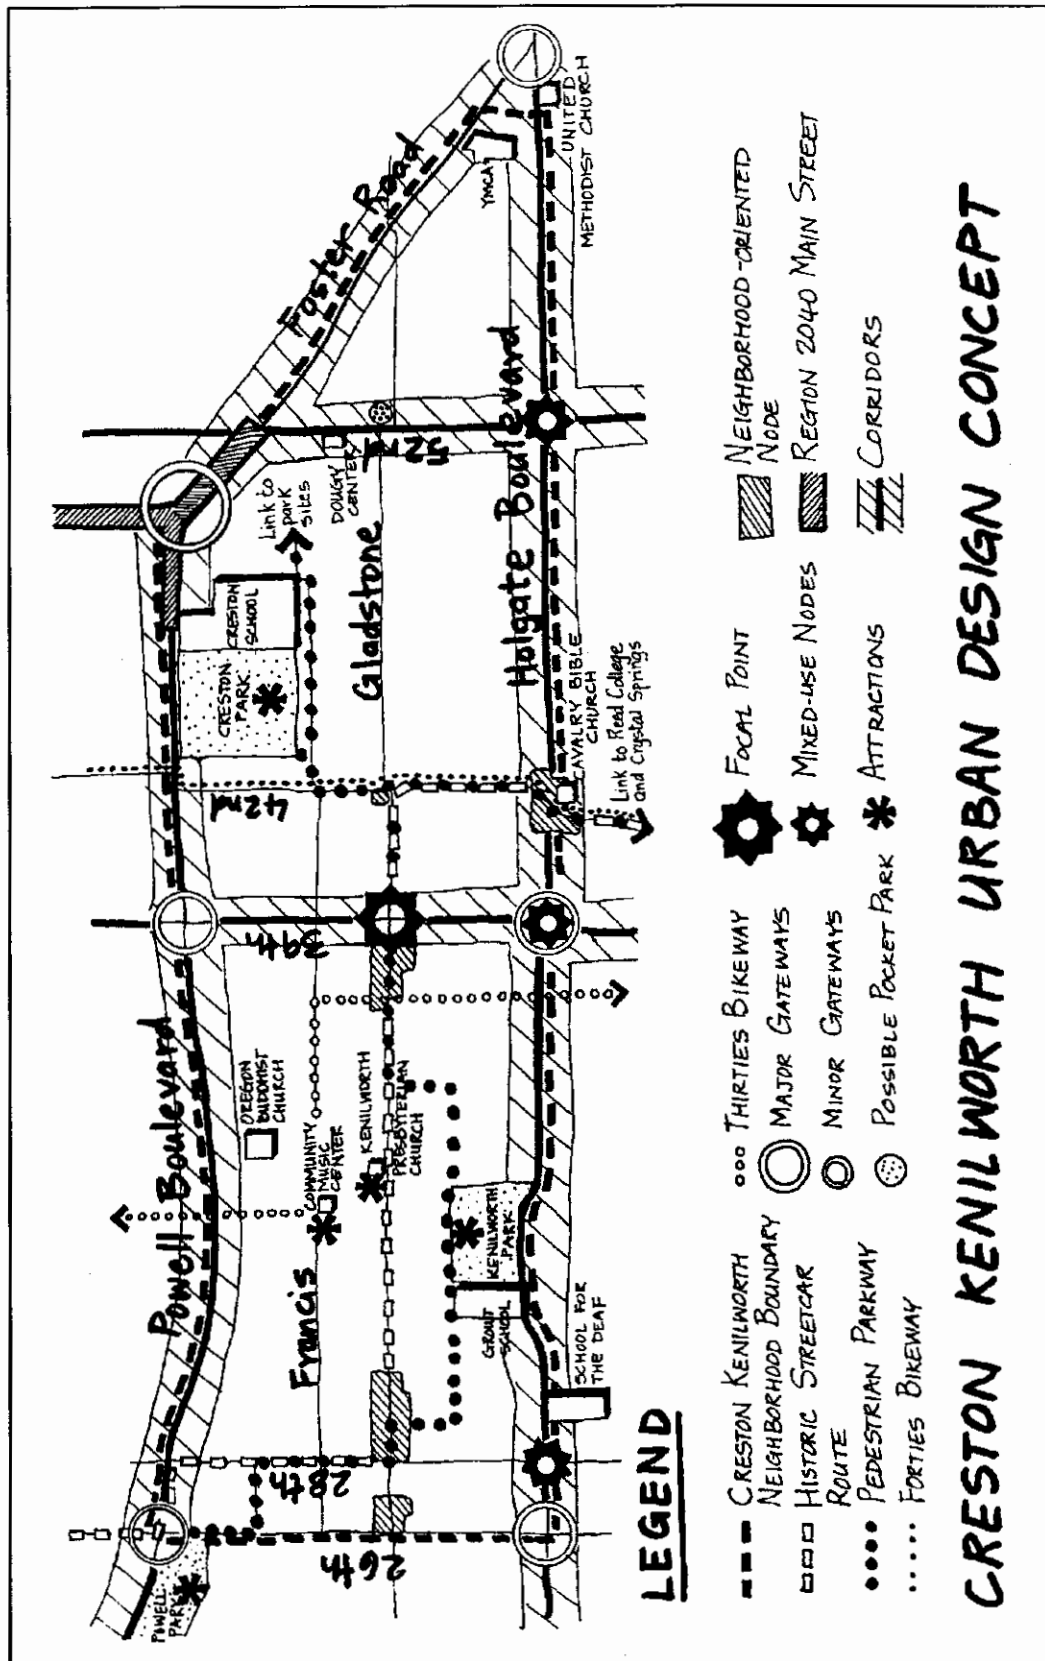 Powell Boulevard
Foster Road
Francis
Gladstone
Holgate Boulevard
26th
28th
39th
42nd
52nd
POWELL
PARK
OREGON
BUDDHIST
CHURCH
COMMUNITY
MUSIC
CENTER
KENILWORTH
PRESBYTERIAN
CHURCH
KENILWORTH
PARK
GROUT
SCHOOL
SCHOOL FOR
THE DEAF
CRESTON
PARK
CRESTON
SCHOOL
Link to
park
sites
DOUGY
CENTER
YMCA
UNITED
METHODIST CHURCH
CAVALRY BIBLE
CHURCH
Link to Reed College
and Crystal Springs
LEGEND
CRESTON KENILWORTH
NEIGHBORHOOD BOUNDARY
HISTORIC STREETCAR
ROUTE
PEDESTRIAN PARKWAY
FORTIES BIKEWAY
THIRTIES BIKEWAY
MAJOR GATEWAYS
MINOR GATEWAYS
POSSIBLE POCKET PARK
FOCAL POINT
MIXED-USE NODES
ATTRACTIONS
NEIGHBORHOOD-ORIENTED
NODE
REGION 2040 MAIN STREET
CORRIDORS
CRESTON KENILWORTH URBAN DESIGN CONCEPT